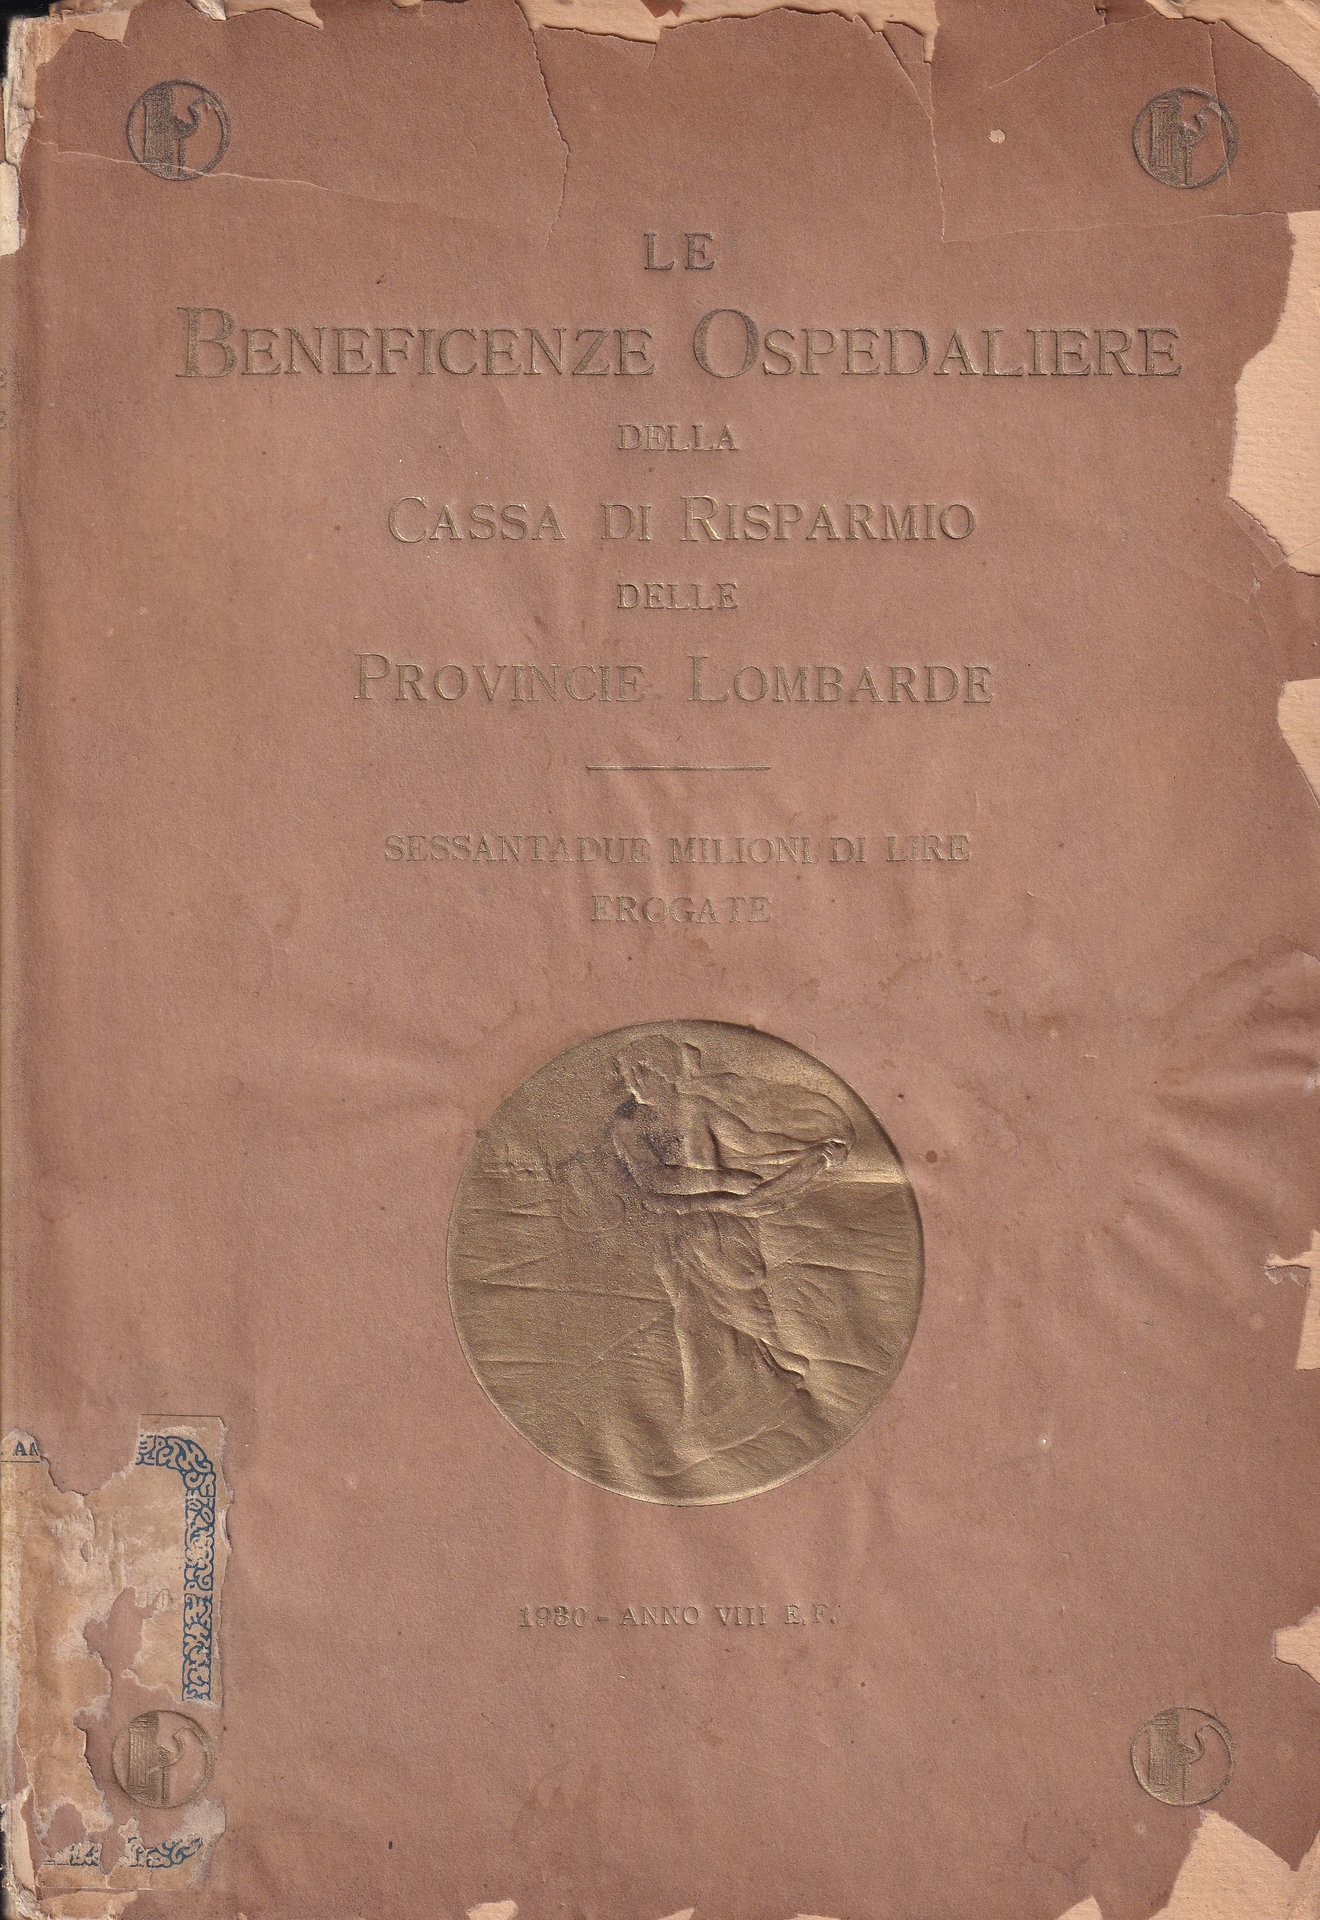 LE
BENEFICENZE OSPEDALIERE
DELLA
CASSA DI RISPARMIO
DELLE
PROVINCIE LOMBARDE
SESSANTADUE MILIONI DI LIRE
EROGATE
1930 - ANNO VIII E.F.